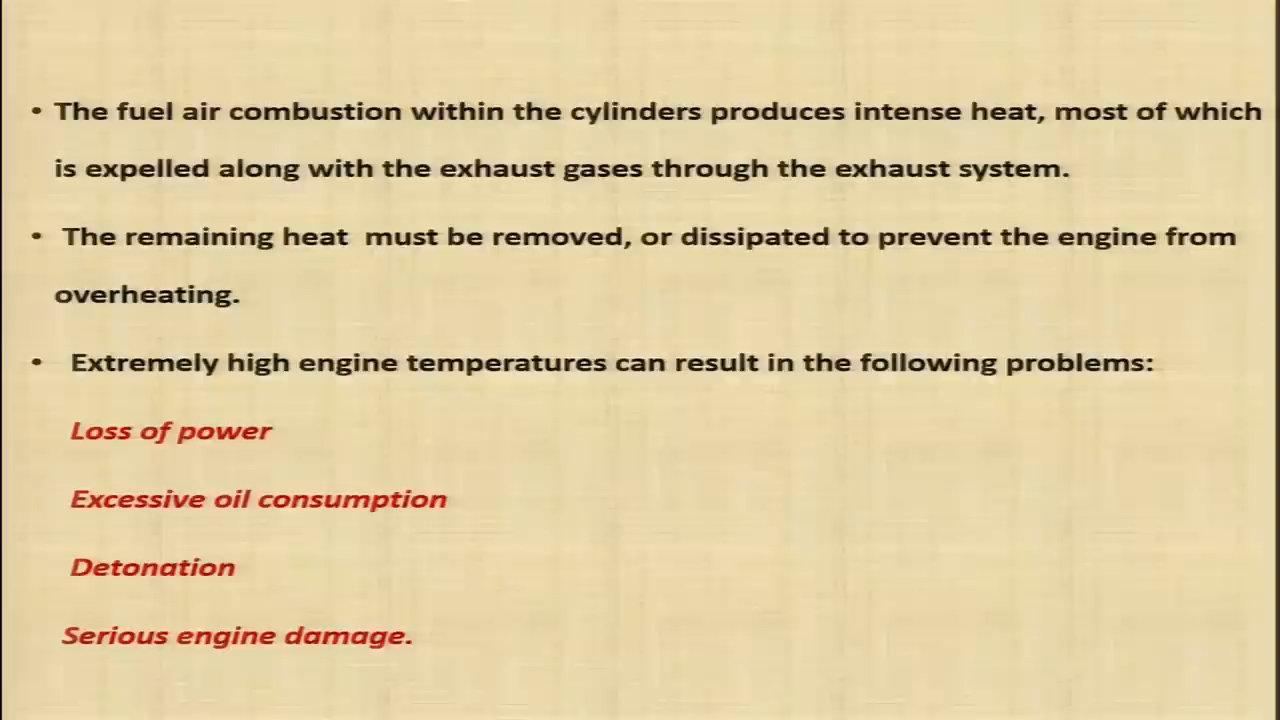 • The fuel air combustion within the cylinders produces intense heat, most of which
is expelled along with the exhaust gases through the exhaust system.
• The remaining heat  must be removed, or dissipated to prevent the engine from
overheating.
• Extremely high engine temperatures can result in the following problems:
Loss of power
Excessive oil consumption
Detonation
Serious engine damage.